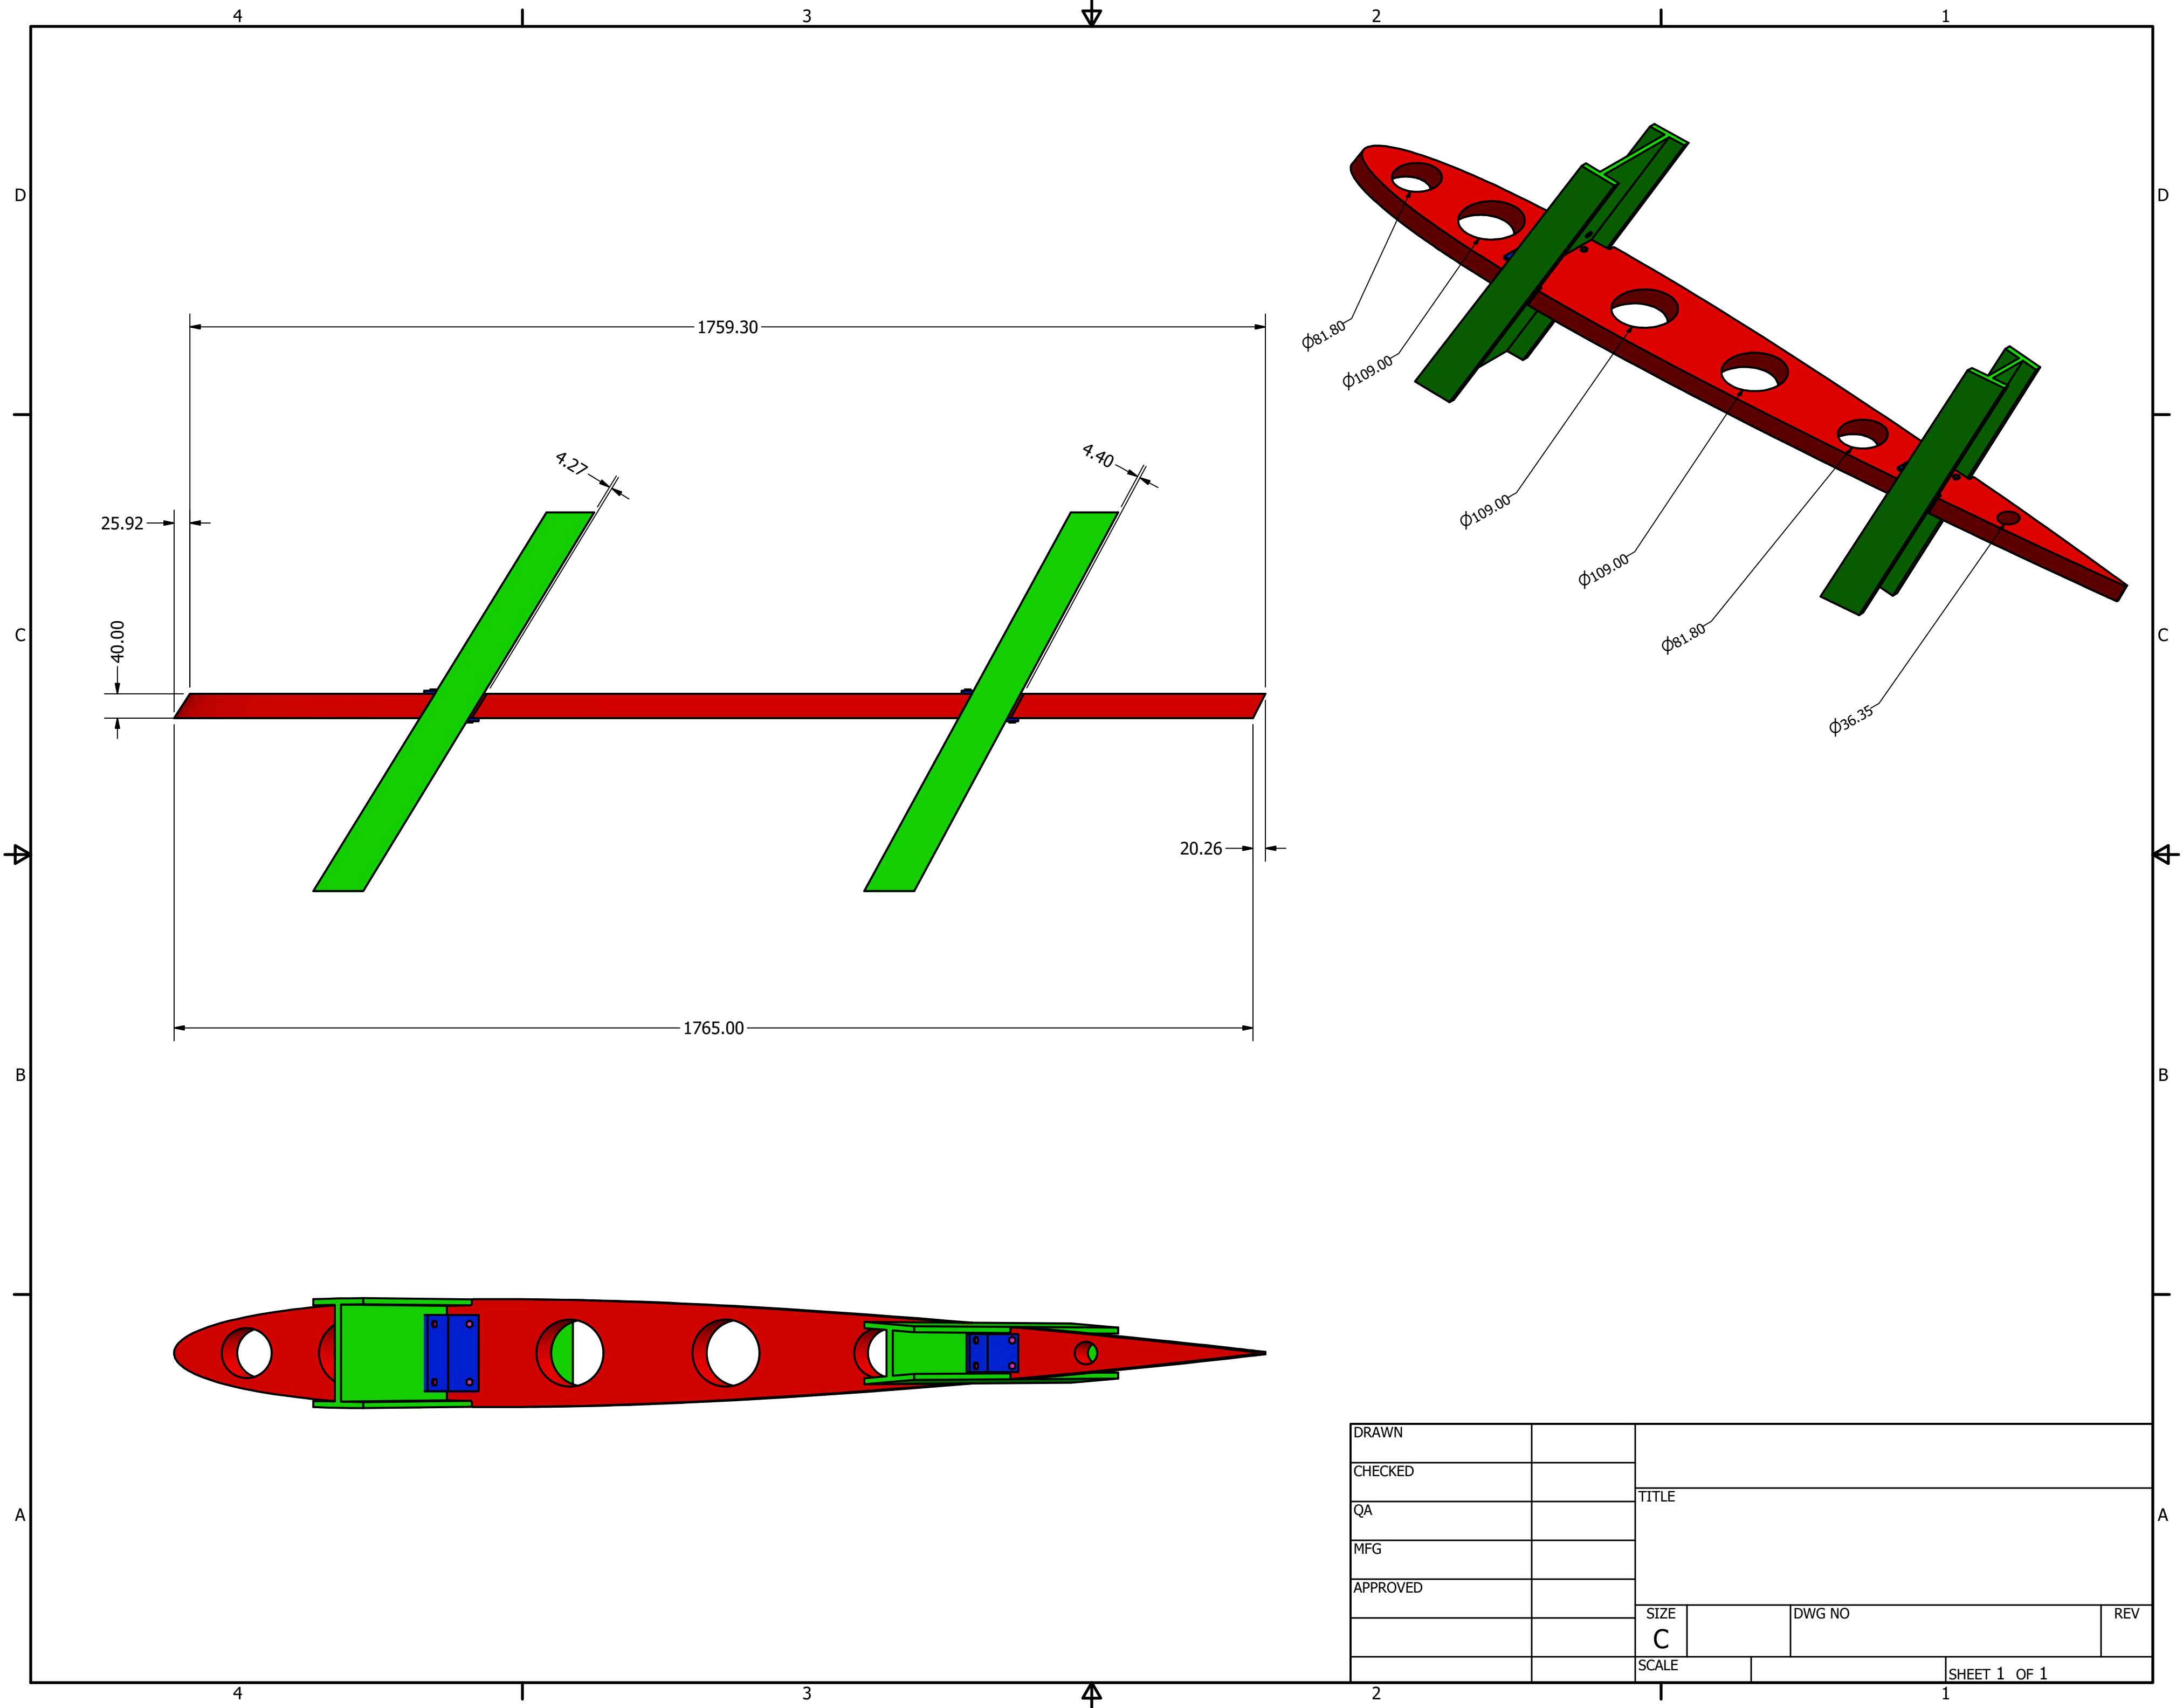 4 3 2 1
D D
Ø81.80
1759.30
Ø109.00
4.27
4.40
25.92
Ø109.00
Ø109.00
40.00
C C
Ø81.80
Ø36.35
20.26
1765.00
B B
DRAWN
CHECKED
TITLE
QA
A A
MFG
APPROVED
SIZE DWG NO REV
C
SCALE
SHEET 1 OF 1
4 3 2 1